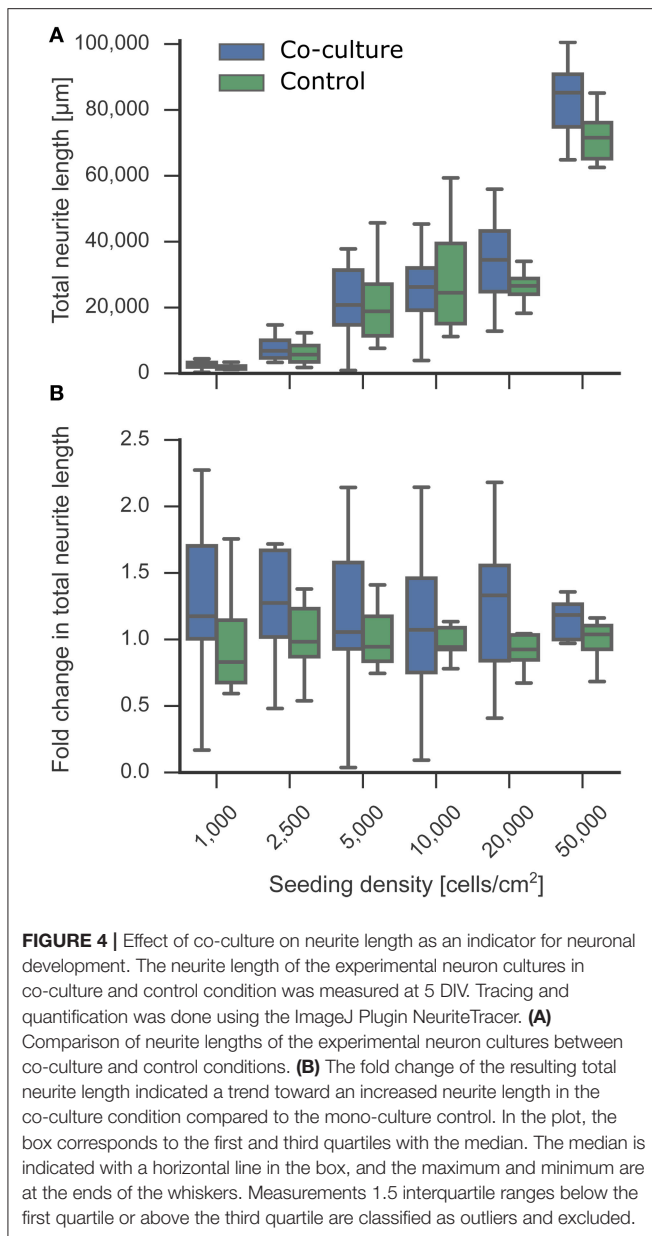 A
100,000
80,000
60,000
40,000
20,000
0
Total neurite length [µm]
Co-culture
Control
B
2.5
2.0
1.5
1.0
0.5
0.0
Fold change in total neurite length
1,000
2,500
5,000
10,000
20,000
50,000
Seeding density [cells/cm²]
FIGURE 4 | Effect of co-culture on neurite length as an indicator for neuronal
development. The neurite length of the experimental neuron cultures in
co-culture and control condition was measured at 5 DIV. Tracing and
quantification was done using the ImageJ Plugin NeuriteTracer. (A)
Comparison of neurite lengths of the experimental neuron cultures between
co-culture and control conditions. (B) The fold change of the resulting total
neurite length indicated a trend toward an increased neurite length in the
co-culture condition compared to the mono-culture control. In the plot, the
box corresponds to the first and third quartiles with the median. The median is
indicated with a horizontal line in the box, and the maximum and minimum are
at the ends of the whiskers. Measurements 1.5 interquartile ranges below the
first quartile or above the third quartile are classified as outliers and excluded.